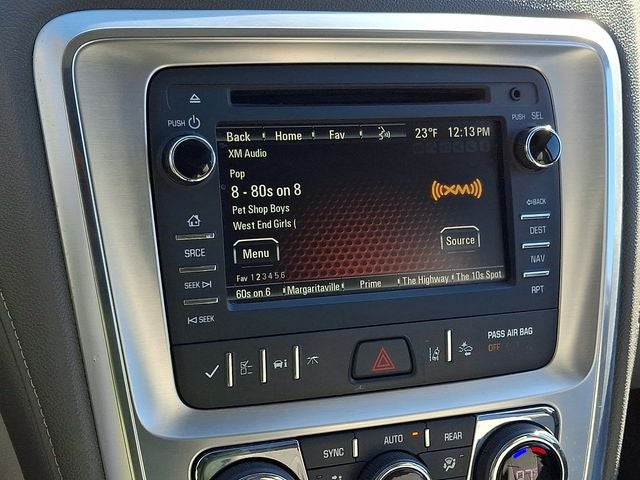 PUSH
PUSH SEL
Back Home Fav 23°F 12:13 PM
XM Audio
Pop
8 - 80s on 8
Pet Shop Boys
West End Girls (
((XM))
Menu
Source
Fav 1 2 3 4 5 6
60s on 6 Margaritaville Prime The Highway The 10s Spot
SRCE
SEEK
SEEK
BACK
DEST
NAV
RPT
PASS AIR BAG
OFF
SYNC
AUTO
REAR